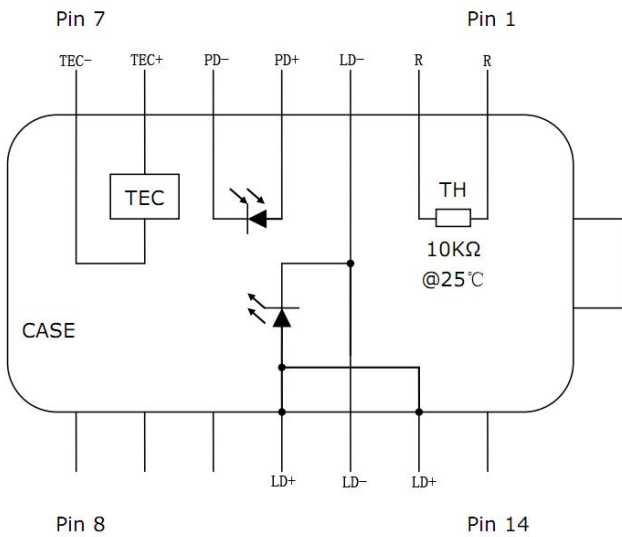 Pin 7 Pin 1
TEC- TEC+ PD- PD+ LD- R R
TEC
TH
10KΩ
@25℃
CASE
LD+ LD- LD+
Pin 8 Pin 14